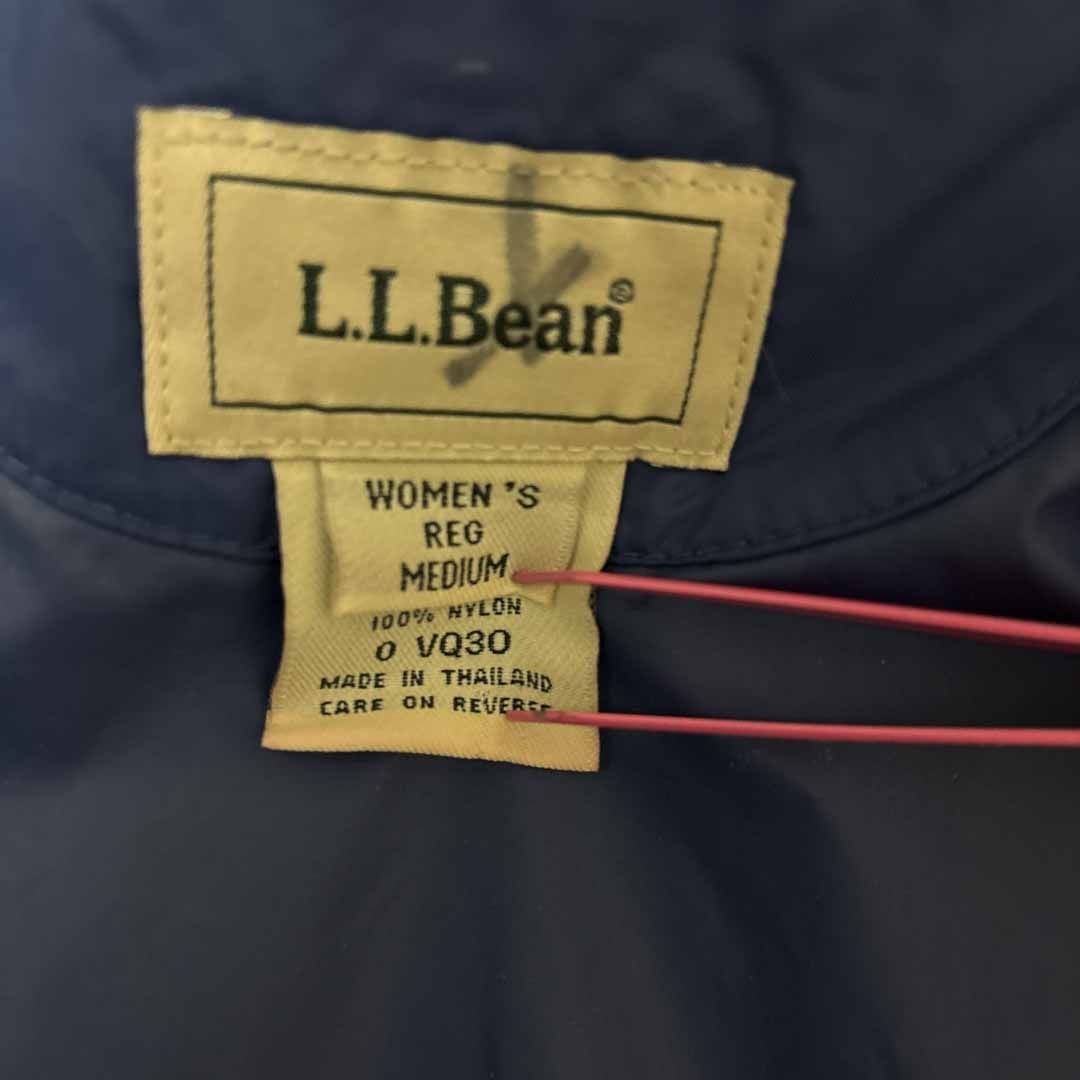 L.L.Bean®
WOMEN'S
REG
MEDIUM
100% NYLON
0 VQ30
MADE IN THAILAND
CARE ON REVERSE